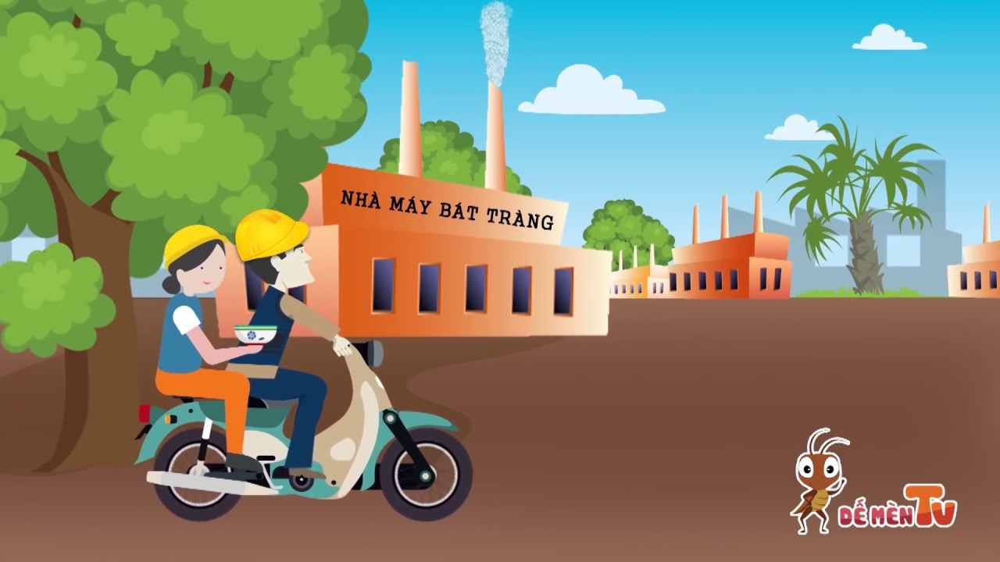 NHÀ MÁY BÁT TRÀNG
DẾ MÈN TV